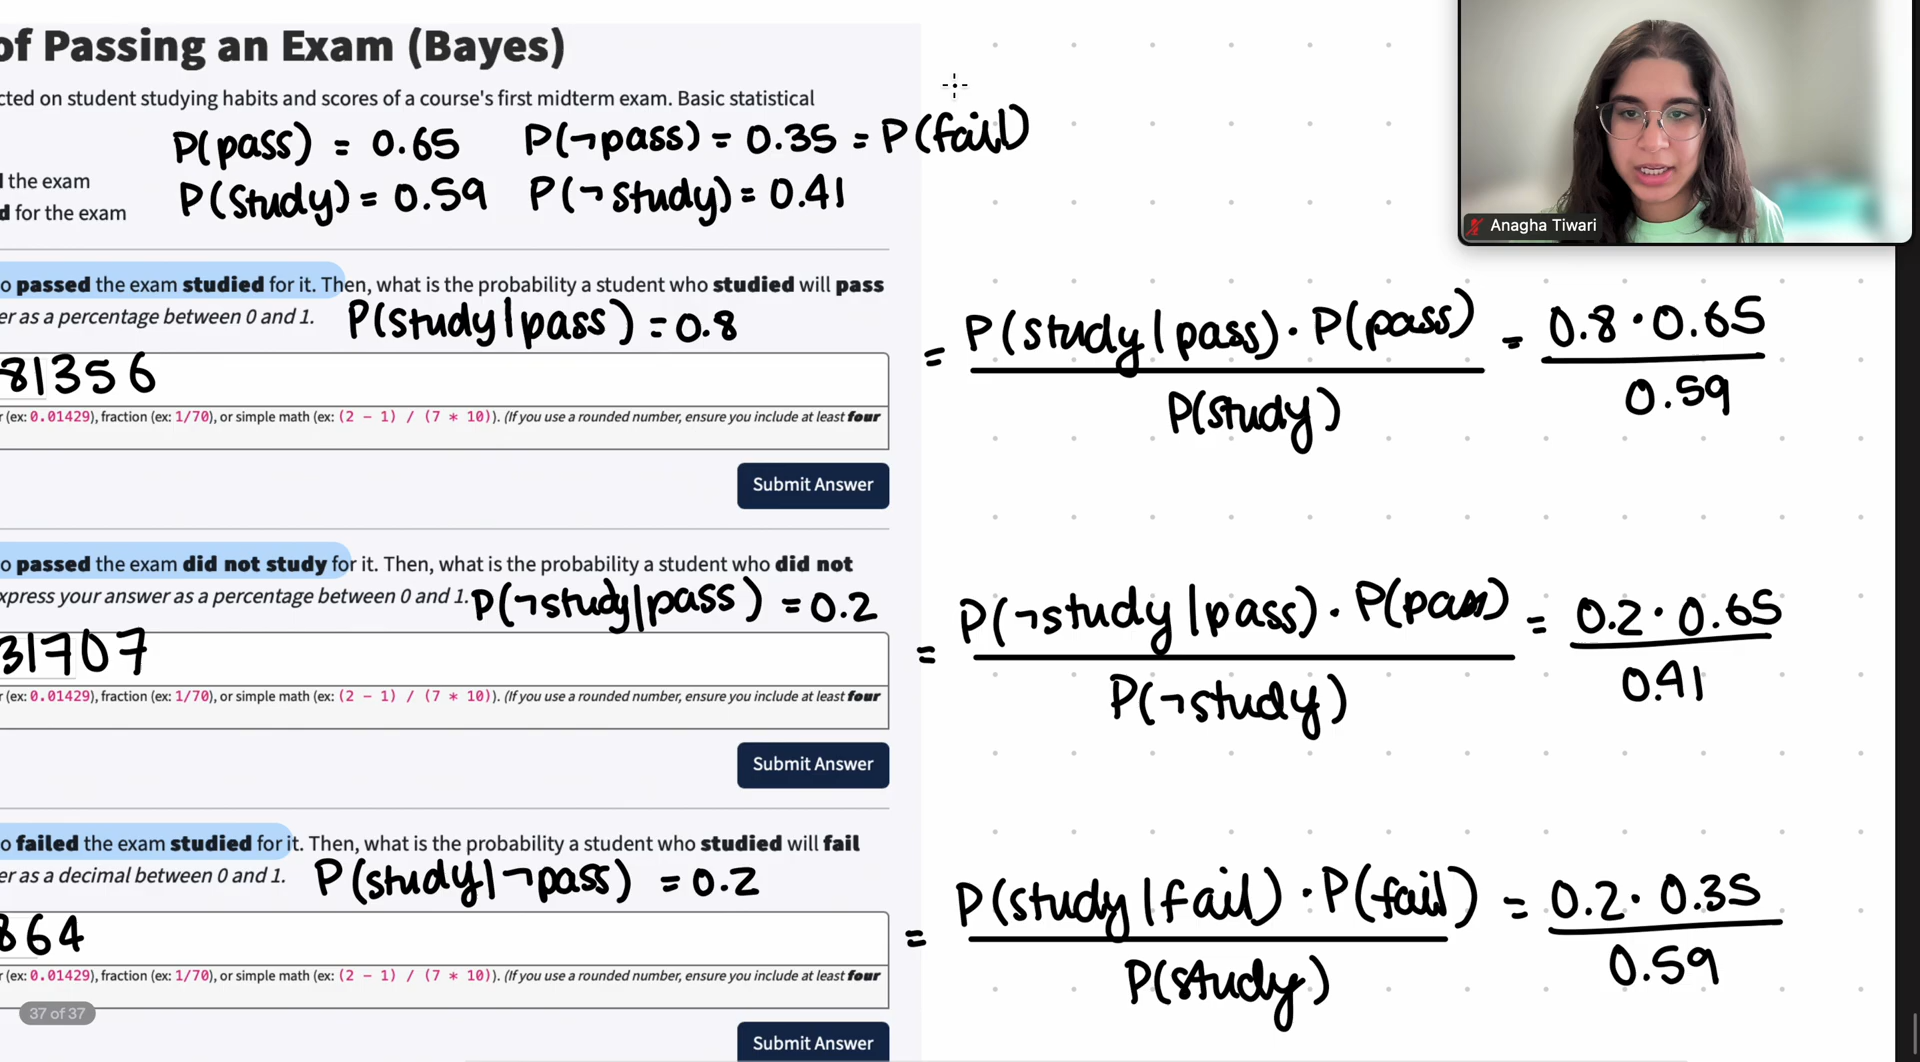 of Passing an Exam (Bayes)
cted on student studying habits and scores of a course's first midterm exam. Basic statistical
P(pass) = 0.65 P(¬pass) = 0.35 = P(fail)
the exam
P(study) = 0.59 P(¬study) = 0.41
d for the exam
Anagha Tiwari
o passed the exam studied for it. Then, what is the probability a student who studied will pass
er as a percentage between 0 and 1. P(study|pass) = 0.8
81356
r (ex: 0.01429), fraction (ex: 1/70), or simple math (ex: (2 - 1) / (7 * 10)). (If you use a rounded number, ensure you include at least four
Submit Answer
= P(study|pass) · P(pass) = 0.8 · 0.65
P(study) 0.59
o passed the exam did not study for it. Then, what is the probability a student who did not
xpress your answer as a percentage between 0 and 1. P(¬study|pass) = 0.2
31707
r (ex: 0.01429), fraction (ex: 1/70), or simple math (ex: (2 - 1) / (7 * 10)). (If you use a rounded number, ensure you include at least four
Submit Answer
= P(¬study|pass) · P(pass) = 0.2 · 0.65
P(¬study) 0.41
o failed the exam studied for it. Then, what is the probability a student who studied will fail
er as a decimal between 0 and 1. P(study|¬pass) = 0.2
864
r (ex: 0.01429), fraction (ex: 1/70), or simple math (ex: (2 - 1) / (7 * 10)). (If you use a rounded number, ensure you include at least four
37 of 37
Submit Answer
= P(study|fail) · P(fail) = 0.2 · 0.35
P(study) 0.59